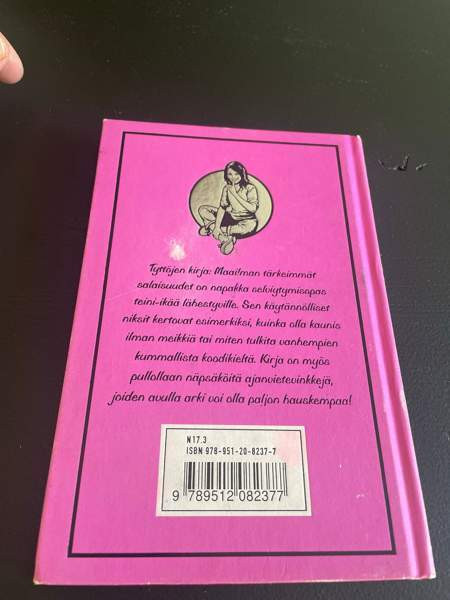 Tyttöjen kirja: Maailman tärkeimmät
salaisuudet on napakka selviytymisopas
teini-ikää lähestyville. Sen käytännölliset
niksit kertovat esimerkiksi, kuinka olla kaunis
ilman meikkiä tai miten tulkita vanhempien
kummallista koodikieltä. Kirja on myös
pullollaan näpsäköitä ajanvietevinkkejä,
joiden avulla arki voi olla paljon hauskempaa!
N17.3
ISBN 978-951-20-8237-7
9 789512 082377